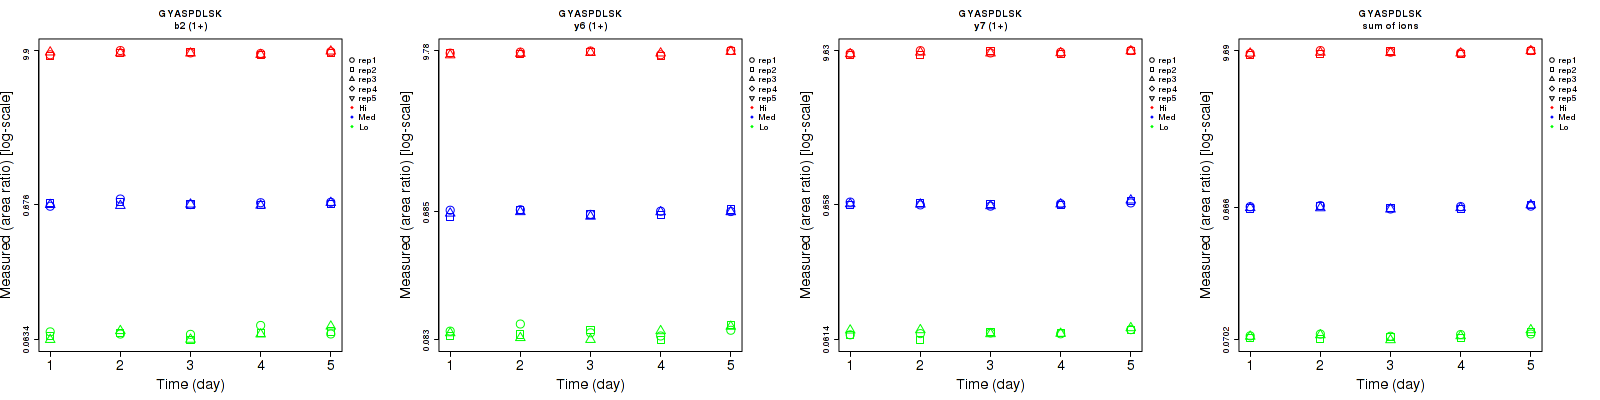 GYASPDLSK
b2 (1+)
9.9
0.676
0.0634
Measured (area ratio) [log-scale]
1 2 3 4 5
Time (day)
rep1
rep2
rep3
rep4
rep5
Hi
Med
Lo
GYASPDLSK
y6 (1+)
9.78
0.685
0.083
Measured (area ratio) [log-scale]
1 2 3 4 5
Time (day)
rep1
rep2
rep3
rep4
rep5
Hi
Med
Lo
GYASPDLSK
y7 (1+)
9.63
0.658
0.0614
Measured (area ratio) [log-scale]
1 2 3 4 5
Time (day)
rep1
rep2
rep3
rep4
rep5
Hi
Med
Lo
GYASPDLSK
sum of ions
9.69
0.666
0.0702
Measured (area ratio) [log-scale]
1 2 3 4 5
Time (day)
rep1
rep2
rep3
rep4
rep5
Hi
Med
Lo